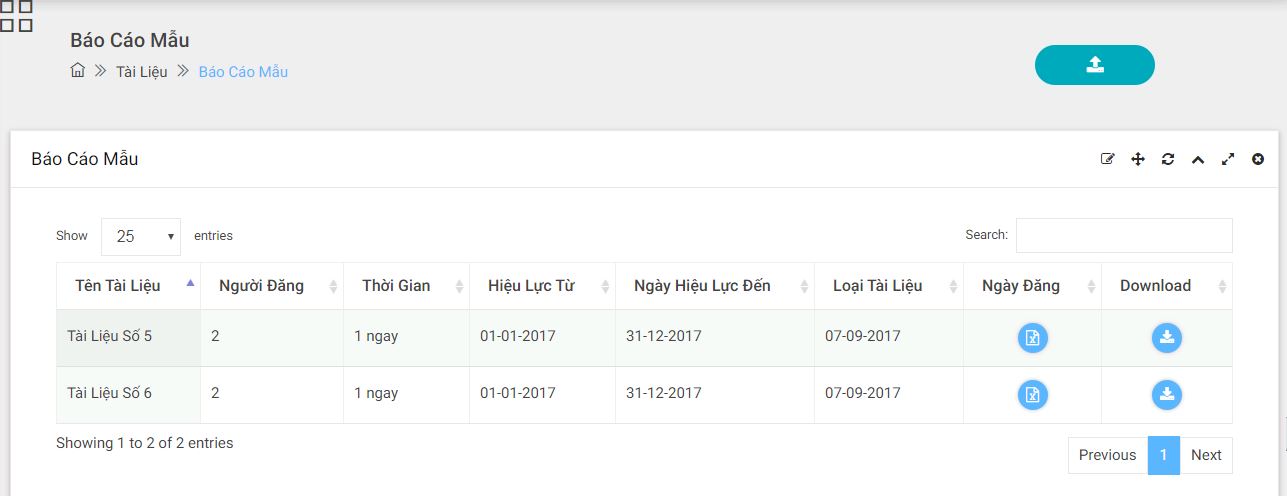 Báo Cáo Mẫu
Tài Liệu Báo Cáo Mẫu
Báo Cáo Mẫu
Show 25 entries Search:
Tên Tài Liệu Người Đăng Thời Gian Hiệu Lực Từ Ngày Hiệu Lực Đến Loại Tài Liệu Ngày Đăng Download
Tài Liệu Số 5 2 1 ngay 01-01-2017 31-12-2017 07-09-2017
Tài Liệu Số 6 2 1 ngay 01-01-2017 31-12-2017 07-09-2017
Showing 1 to 2 of 2 entries
Previous 1 Next